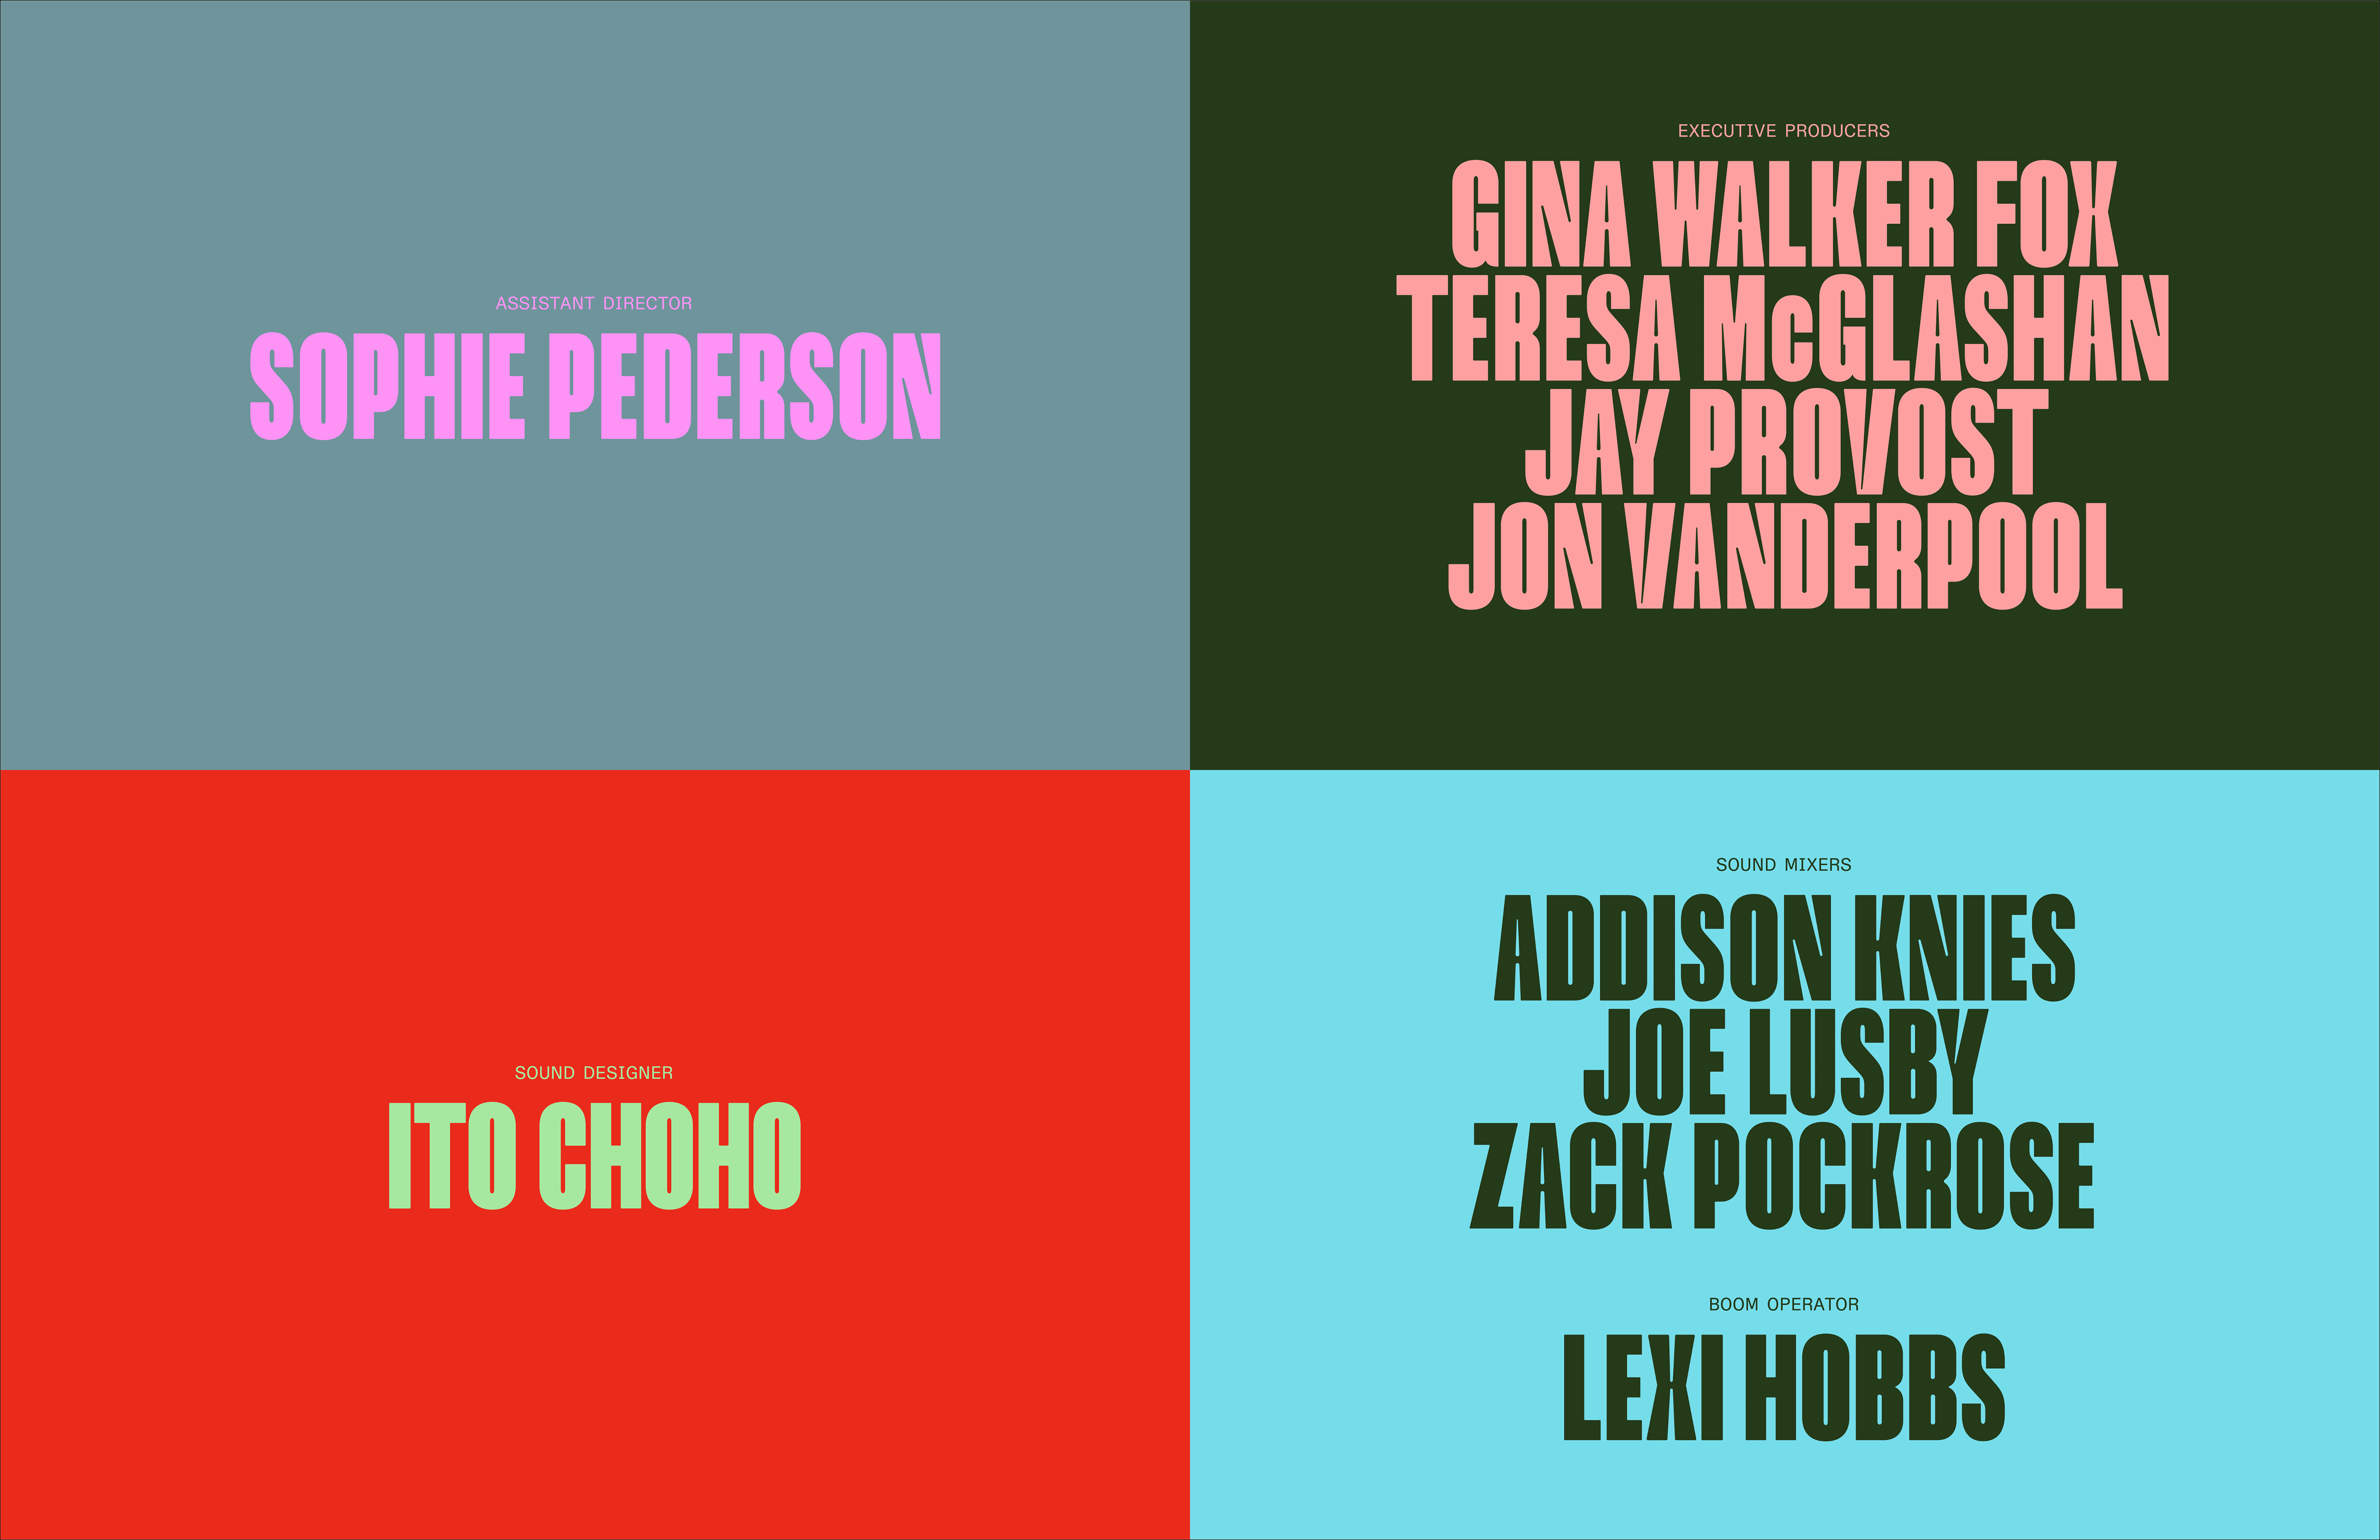 ASSISTANT DIRECTOR
SOPHIE PEDERSON
EXECUTIVE PRODUCERS
GINA WALKER FOX
TERESA McGLASHAN
JAY PROVOST
JON VANDERPOOL
SOUND DESIGNER
ITO CHOHO
SOUND MIXERS
ADDISON KNIES
JOE LUSBY
ZACK POCKROSE
BOOM OPERATOR
LEXI HOBBS